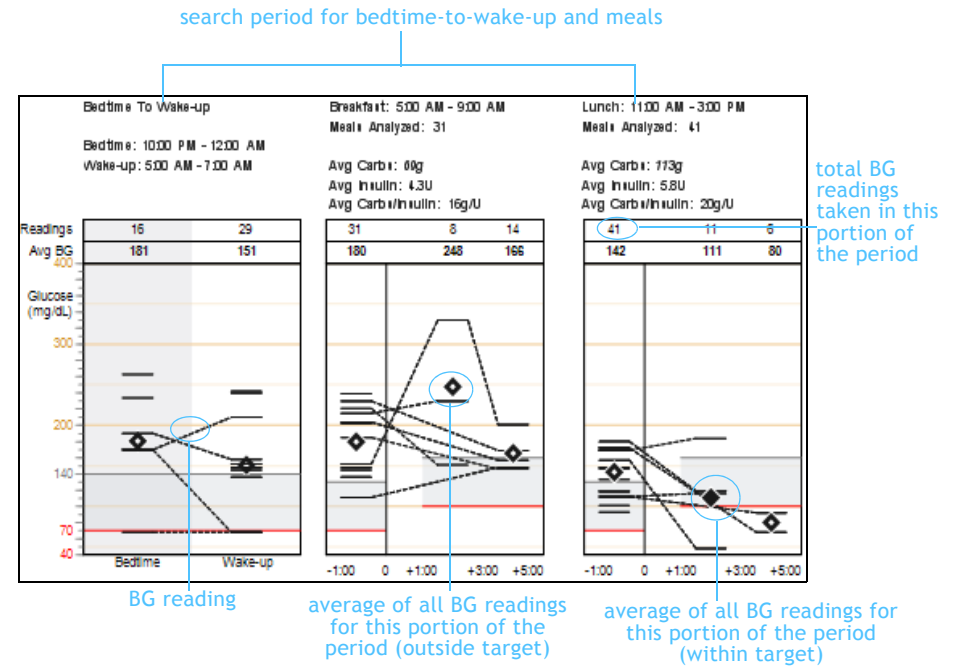 search period for bedtime-to-wake-up and meals
Bedtime To Wake-up
Bedtime: 10:00 PM - 12:00 AM
Wake-up: 5:00 AM - 7:00 AM
Breakfast: 5:00 AM - 9:00 AM
Meals Analyzed: 31
Avg Carbs:
Avg Insulin: 4.3U
Avg Carbs/Insulin: 16g/U
Lunch: 11:00 AM - 3:00 PM
Meals Analyzed: 41
Avg Carbs: 113g
Avg Insulin: 5.8U
Avg Carbs/Insulin: 20g/U
total BG
readings
taken in this
portion of
the period
Readings 16 29 31 8 14 41 11 6
Avg BG 181 151 180 248 166 142 111 80
400
Glucose
(mg/dL)
300
200
140
70
40
Bedtime Wake-up
-1:00 0 +1:00 +3:00 +5:00
-1:00 0 +1:00 +3:00 +5:00
BG reading
average of all BG readings
for this portion of the
period (outside target)
average of all BG readings for
this portion of the period
(within target)